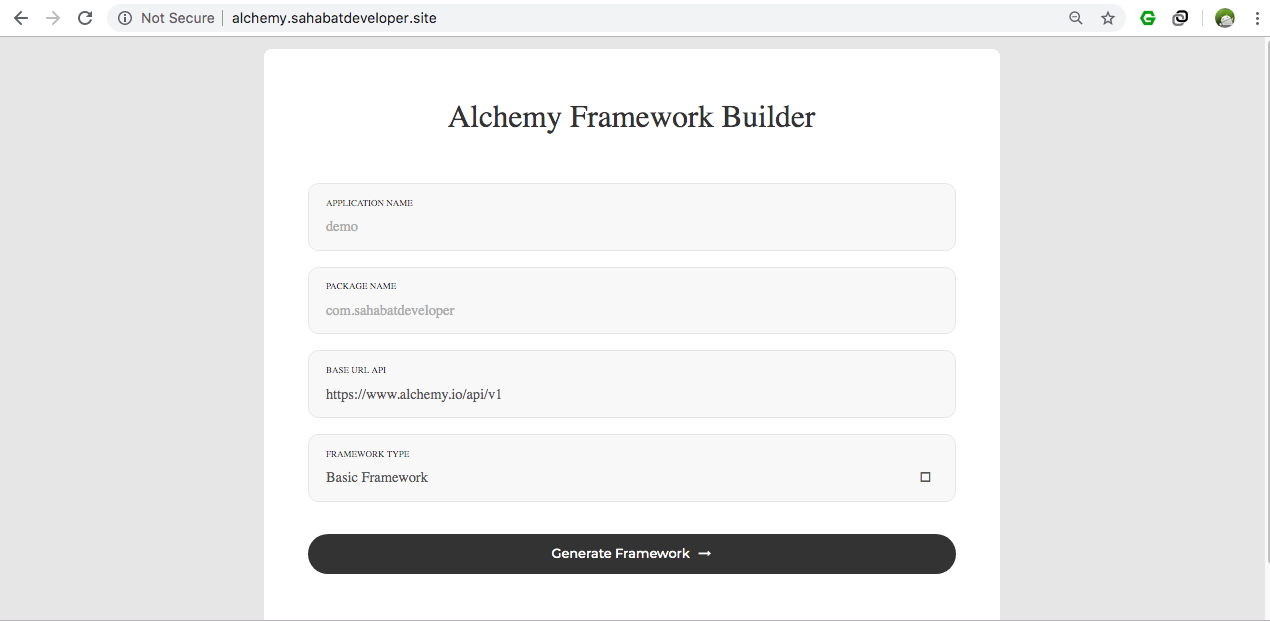 Not Secure
alchemy.sahabatdeveloper.site
Alchemy Framework Builder
APPLICATION NAME
demo
PACKAGE NAME
com.sahabatdeveloper
BASE URL API
https://www.alchemy.io/api/v1
FRAMEWORK TYPE
Basic Framework
Generate Framework →